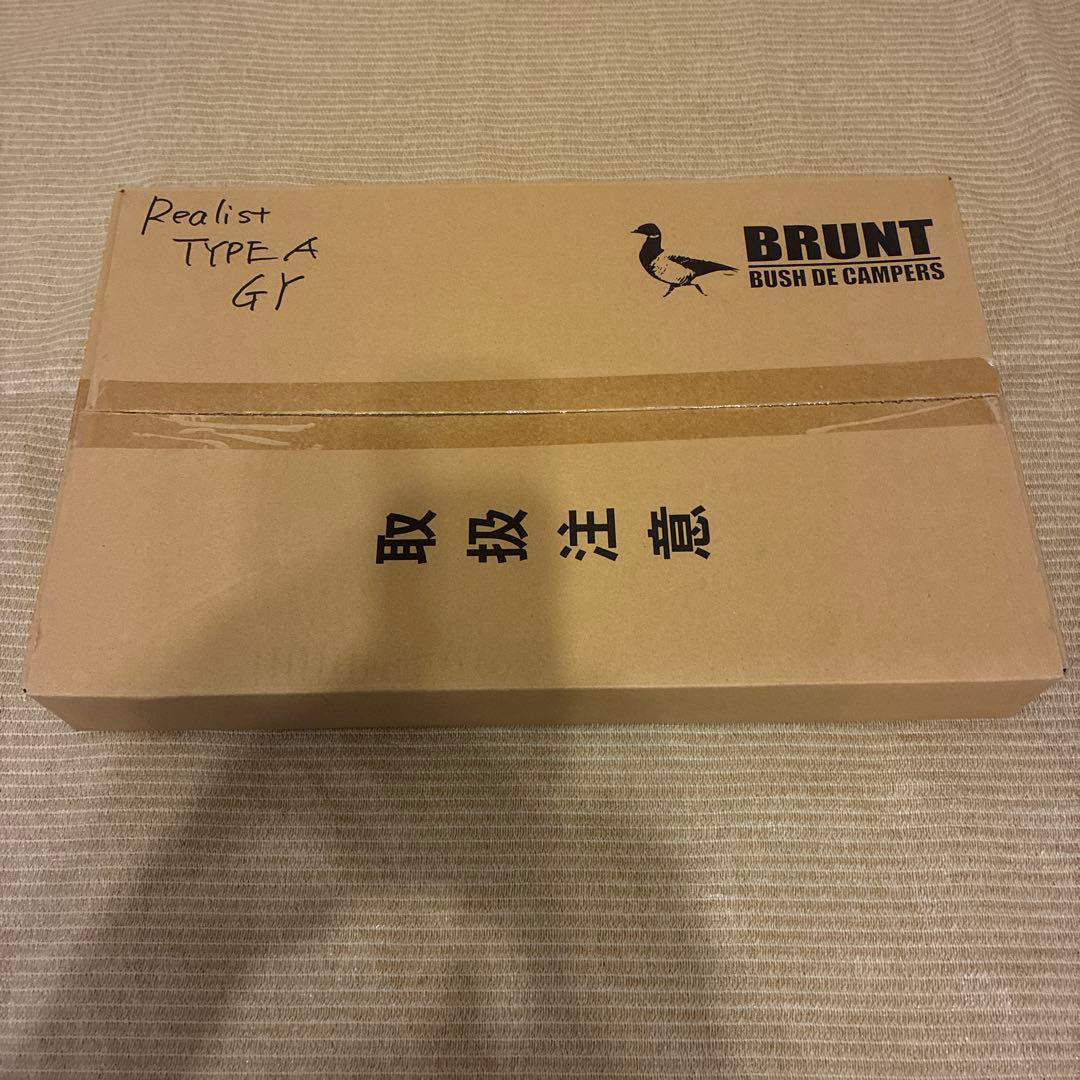 Realist
TYPE A
GY
BRUNT
BUSH DE CAMPERS
取扱注意